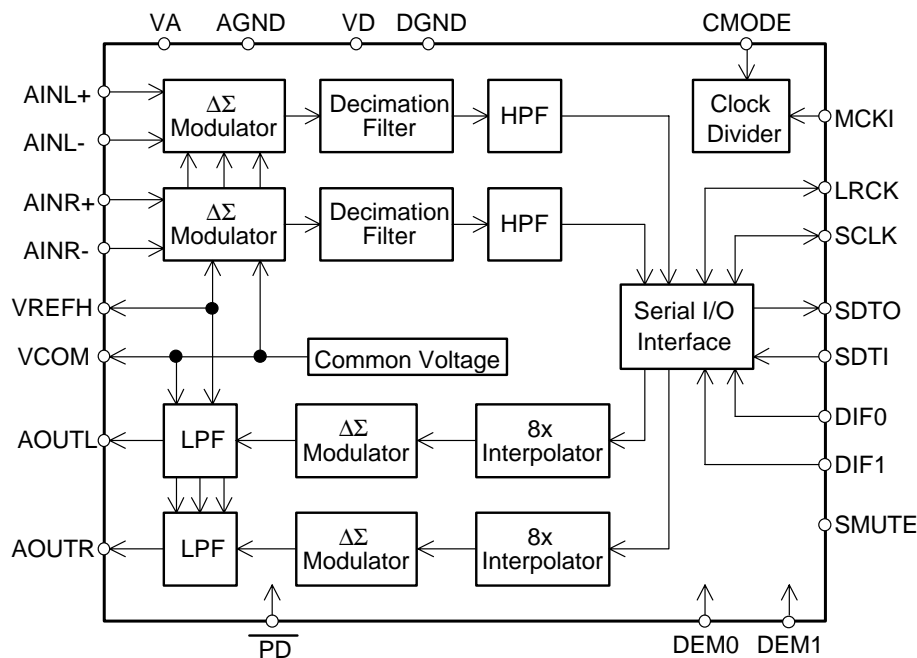 VA
AGND
VD
DGND
CMODE
AINL+
AINL-
AINR+
AINR-
VREFH
VCOM
AOUTL
AOUTR
ΔΣ
Modulator
Decimation
Filter
HPF
Clock
Divider
MCKI
ΔΣ
Modulator
Decimation
Filter
HPF
LRCK
SCLK
Serial I/O
Interface
SDTO
SDTI
Common Voltage
DIF0
DIF1
SMUTE
LPF
ΔΣ
Modulator
8x
Interpolator
LPF
ΔΣ
Modulator
8x
Interpolator
PD
DEM0
DEM1